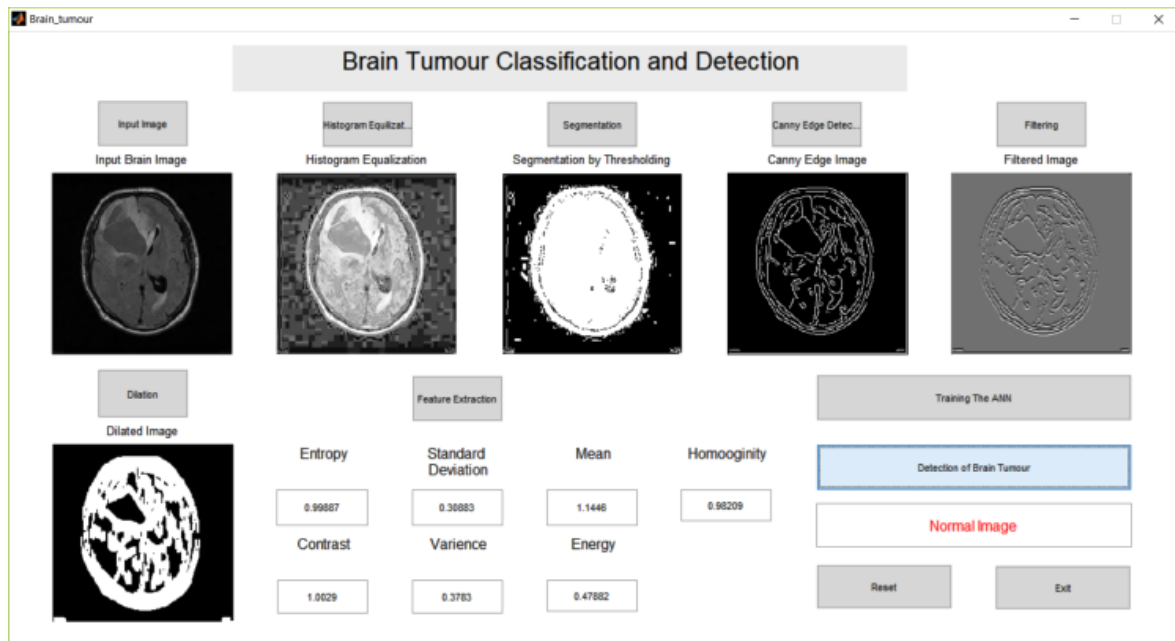 Brain_tumour
Brain Tumour Classification and Detection
Input Image
Histogram Equilizat...
Segmentation
Canny Edge Detec...
Filtering
Input Brain Image
Histogram Equalization
Segmentation by Thresholding
Canny Edge Image
Filtered Image
Dilation
Feature Extraction
Training The ANN
Dilated Image
Entropy
Standard
Deviation
Mean
Homooginity
Detection of Brain Tumour
0.99887
0.30883
1.1446
0.98209
Normal Image
Contrast
Varience
Energy
1.0029
0.3783
0.47882
Reset
Exit